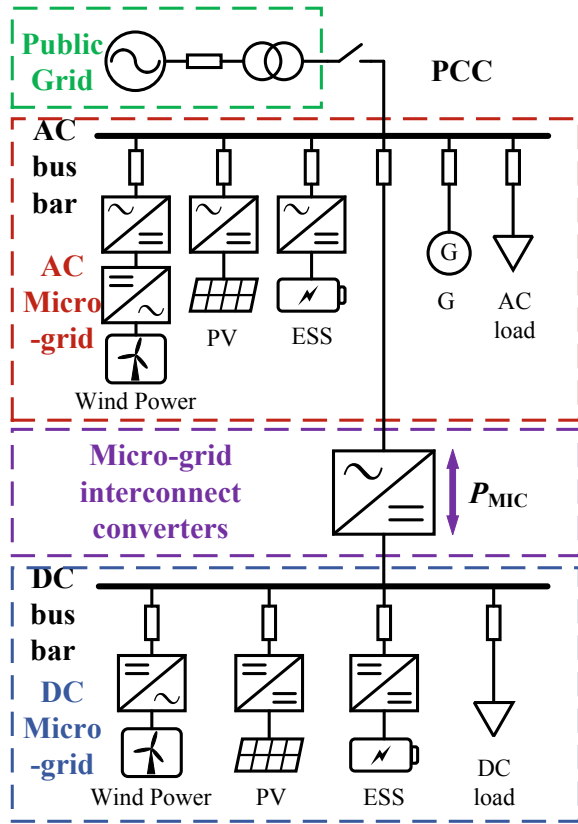 Public
Grid
PCC
AC
bus
bar
AC
Micro
-grid
G
PV
ESS
G
AC
load
Wind Power
Micro-grid
interconnect
converters
P_MIC
DC
bus
bar
DC
Micro
-grid
Wind Power
PV
ESS
DC
load